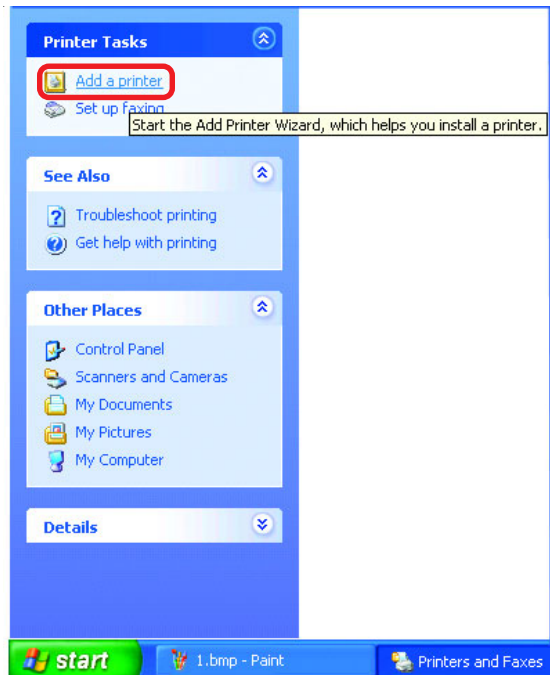 Printer Tasks
Add a printer
Set up faxing
Start the Add Printer Wizard, which helps you install a printer.
See Also
Troubleshoot printing
Get help with printing
Other Places
Control Panel
Scanners and Cameras
My Documents
My Pictures
My Computer
Details
start
1.bmp - Paint
Printers and Faxes